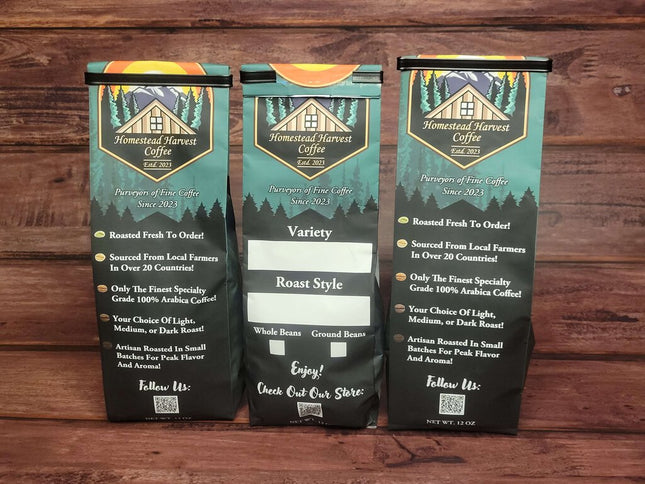 Homestead Harvest
Coffee
Estd. 2023
Purveyors of Fine Coffee
Since 2023
Roasted Fresh To Order!
Sourced From Local Farmers
In Over 20 Countries!
Only The Finest Specialty
Grade 100% Arabica Coffee!
Your Choice Of Light,
Medium, or Dark Roast!
Artisan Roasted In Small
Batches For Peak Flavor
And Aroma!
Follow Us:
NET WT. 12 OZ
Homestead Harvest
Coffee
Estd. 2023
Purveyors of Fine Coffee
Since 2023
Variety
Roast Style
Whole Beans Ground Beans
Enjoy!
Check Out Our Store:
Homestead Harvest
Coffee
Estd. 2023
Purveyors of Fine Coffee
Since 2023
Roasted Fresh To Order!
Sourced From Local Farmers
In Over 20 Countries!
Only The Finest Specialty
Grade 100% Arabica Coffee!
Your Choice Of Light,
Medium, or Dark Roast!
Artisan Roasted In Small
Batches For Peak Flavor
And Aroma!
Follow Us:
NET WT. 12 OZ